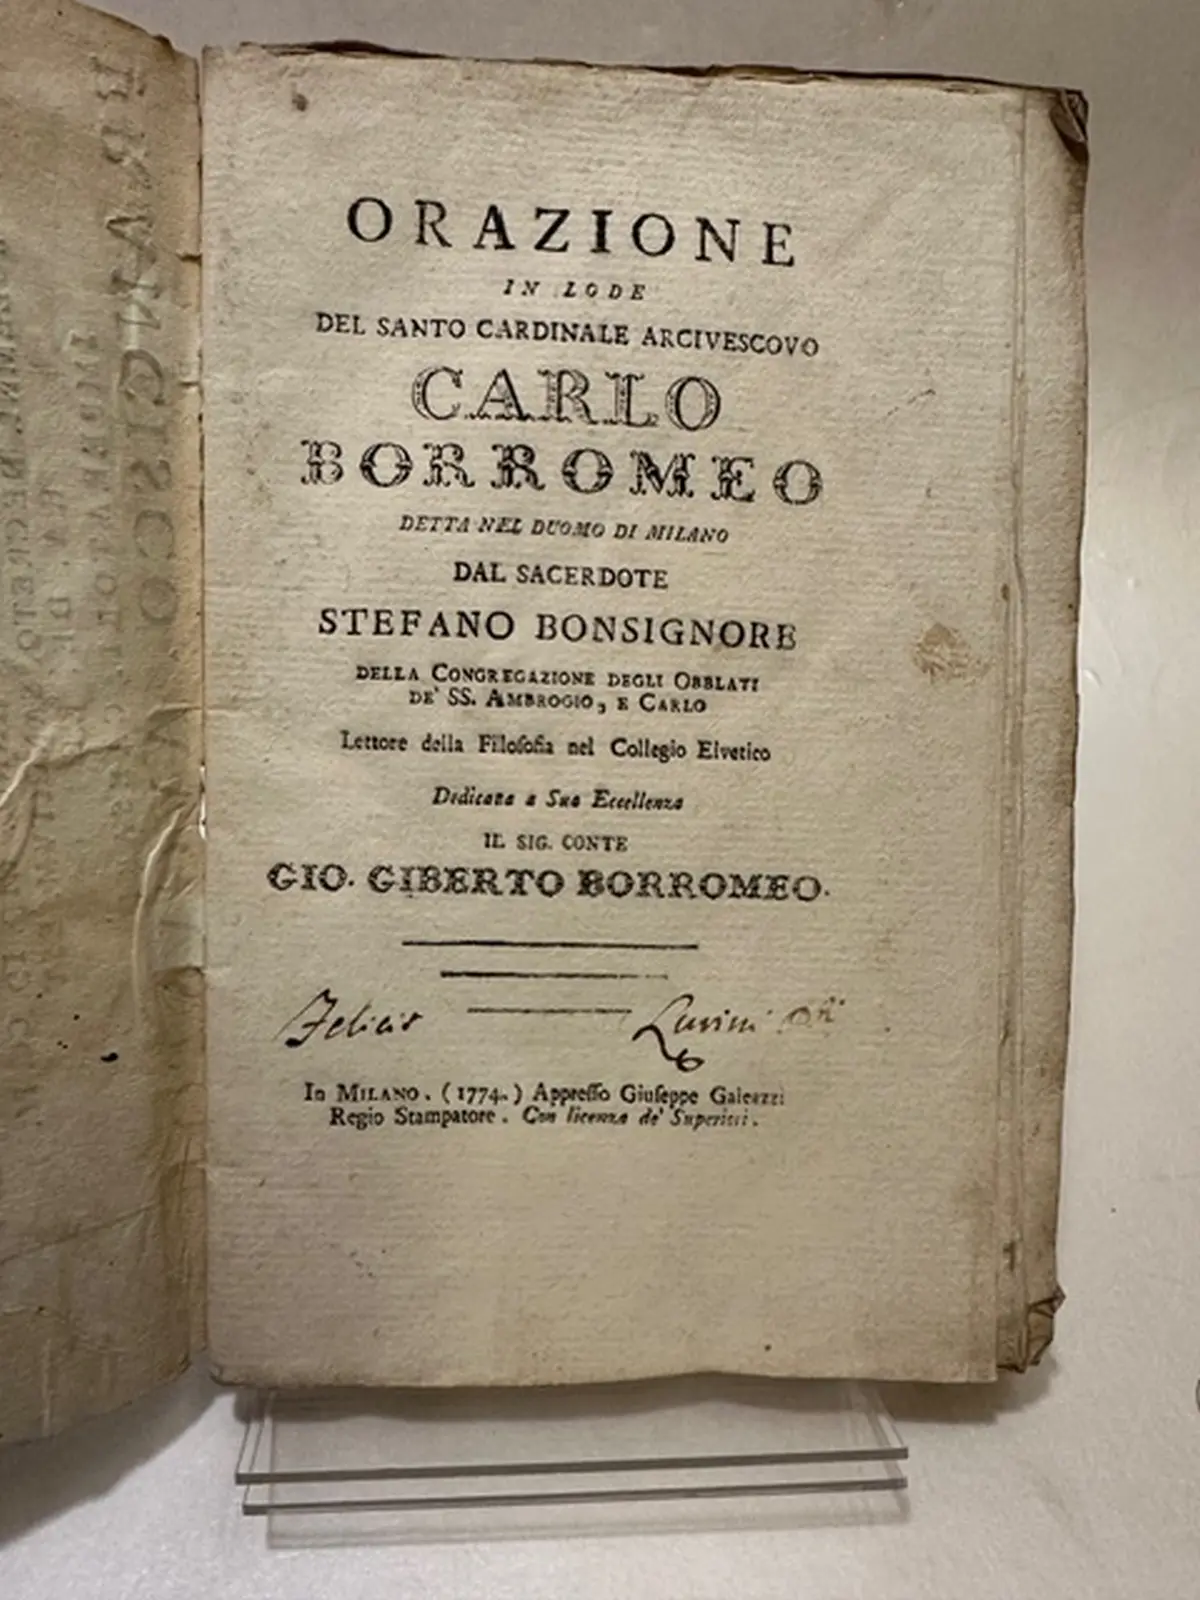 ORAZIONE
IN LODE
DEL SANTO CARDINALE ARCIVESCOVO
CARLO
BORROMEO
DETTA NEL DUOMO DI MILANO
DAL SACERDOTE
STEFANO BONSIGNORE
DELLA CONGREGAZIONE DEGLI OBBLATI
DE' SS. AMBROGIO, E CARLO
Lettore della Filoſofia nel Collegio Elvetico
Dedicata a Sua Eccellenza
IL SIG. CONTE
GIO. GIBERTO BORROMEO.
Felicis
In MILANO. (1774.) Appreſſo Giuſeppe Galeazzi
Regio Stampatore. Con licenza de' Superiori.